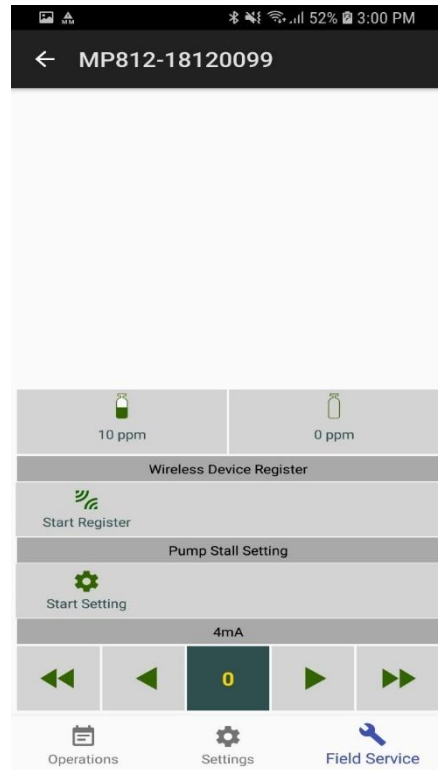 MM
52%
3:00 PM
MP812-18120099
10 ppm
0 ppm
Wireless Device Register
Start Register
Pump Stall Setting
Start Setting
4mA
0
Operations
Settings
Field Service